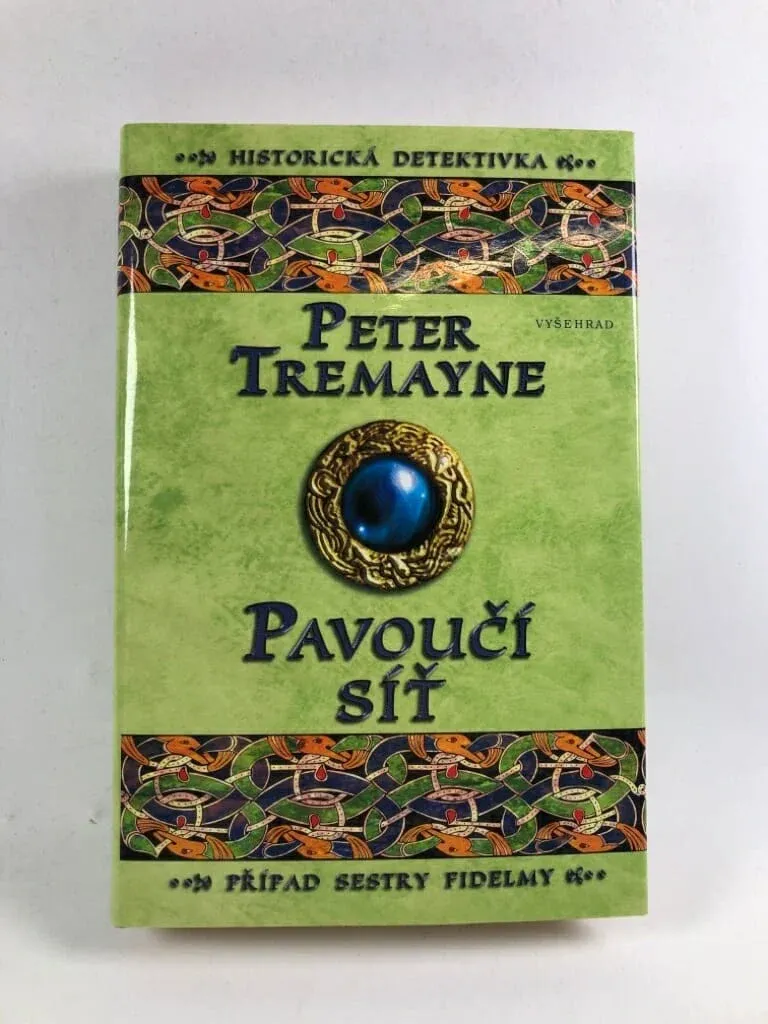 HISTORICKÁ DETEKTIVKA
PETER
TREMAYNE
VYŠEHRAD
PAVOUČÍ
SÍŤ
PŘÍPAD SESTRY FIDELMY